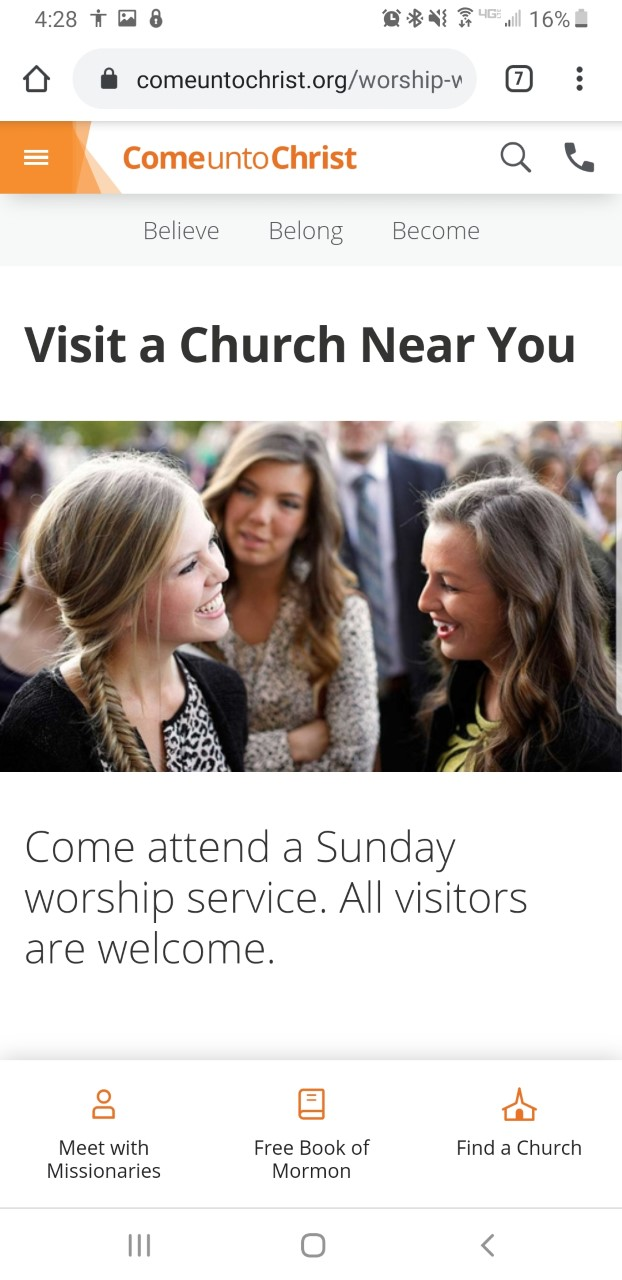 4:28 4GE 16%
comeuntochrist.org/worship-w 7
ComeuntoChrist
Believe Belong Become
Visit a Church Near You
Come attend a Sunday
worship service. All visitors
are welcome.
Meet with
Missionaries
Free Book of
Mormon
Find a Church